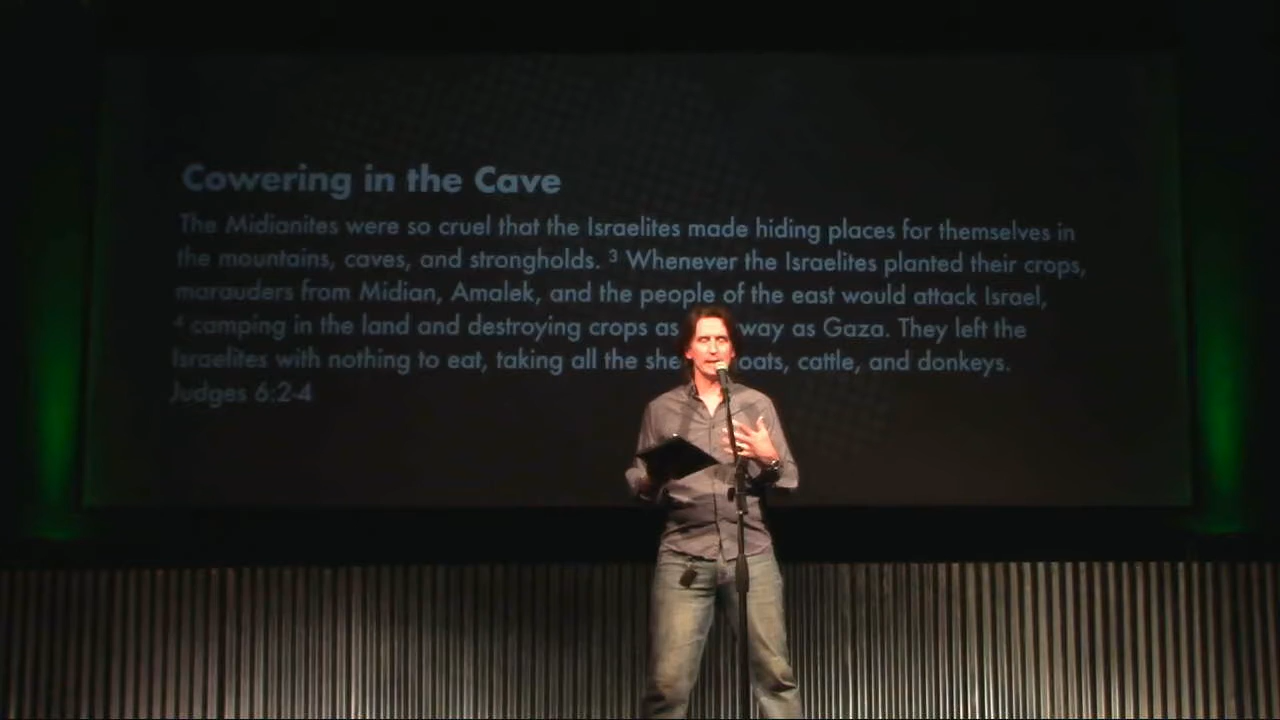 Cowering in the Cave
The Midianites were so cruel that the Israelites made hiding places for themselves in
the mountains, caves, and strongholds. 3 Whenever the Israelites planted their crops,
marauders from Midian, Amalek, and the people of the east would attack Israel,
4 camping in the land and destroying crops as way as Gaza. They left the
Israelites with nothing to eat, taking all the she oats, cattle, and donkeys.
Judges 6:2-4